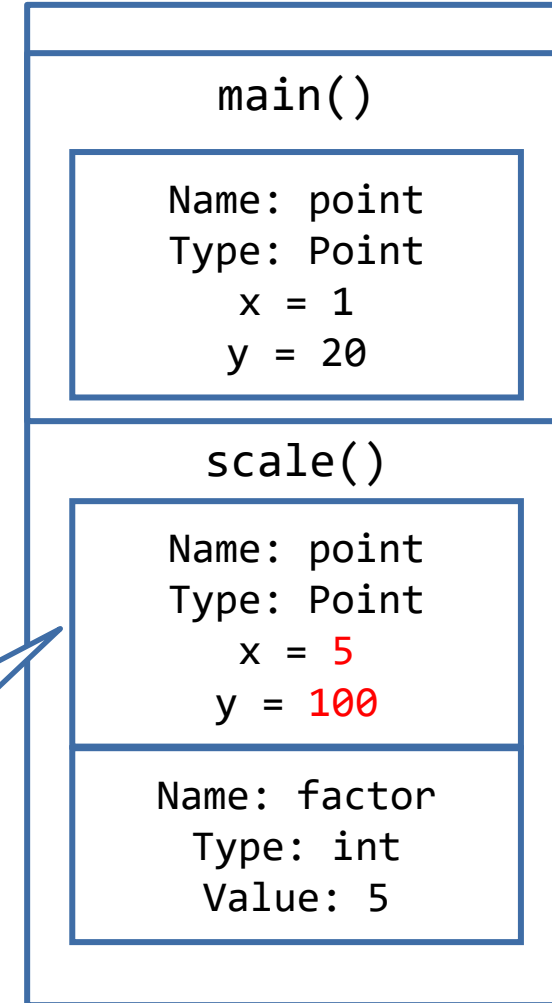 main()
Name: point
Type: Point
x = 1
y = 20
scale()
Name: point
Type: Point
x = 5
y = 100
Name: factor
Type: int
Value: 5